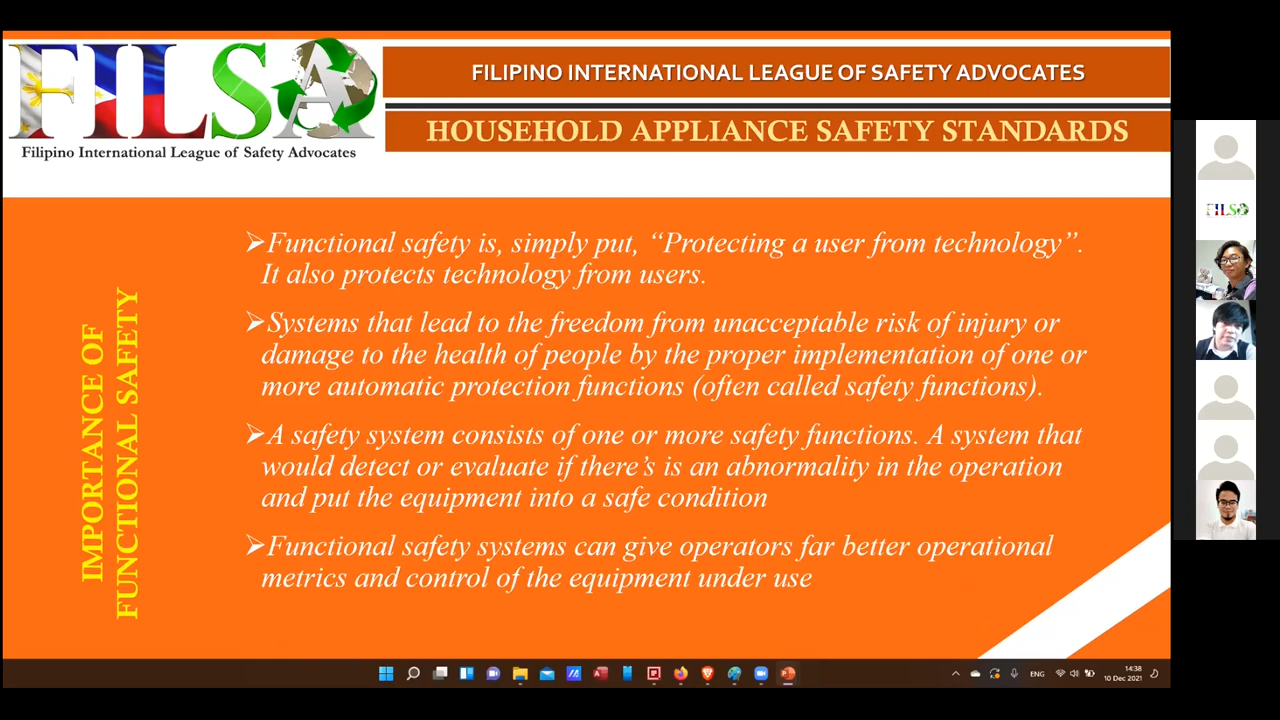 FILSA
Filipino International League of Safety Advocates
FILIPINO INTERNATIONAL LEAGUE OF SAFETY ADVOCATES
HOUSEHOLD APPLIANCE SAFETY STANDARDS
IMPORTANCE OF
FUNCTIONAL SAFETY
➢Functional safety is, simply put, “Protecting a user from technology”.
It also protects technology from users.
➢Systems that lead to the freedom from unacceptable risk of injury or
damage to the health of people by the proper implementation of one or
more automatic protection functions (often called safety functions).
➢A safety system consists of one or more safety functions. A system that
would detect or evaluate if there’s is an abnormality in the operation
and put the equipment into a safe condition
➢Functional safety systems can give operators far better operational
metrics and control of the equipment under use
FILSA
ENG
14:38
10 Dec 2021